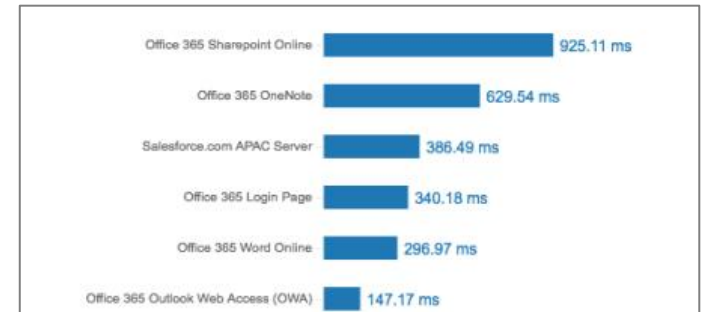 Office 365 Sharepoint Online 925.11 ms
Office 365 OneNote 629.54 ms
Salesforce.com APAC Server 386.49 ms
Office 365 Login Page 340.18 ms
Office 365 Word Online 296.97 ms
Office 365 Outlook Web Access (OWA) 147.17 ms